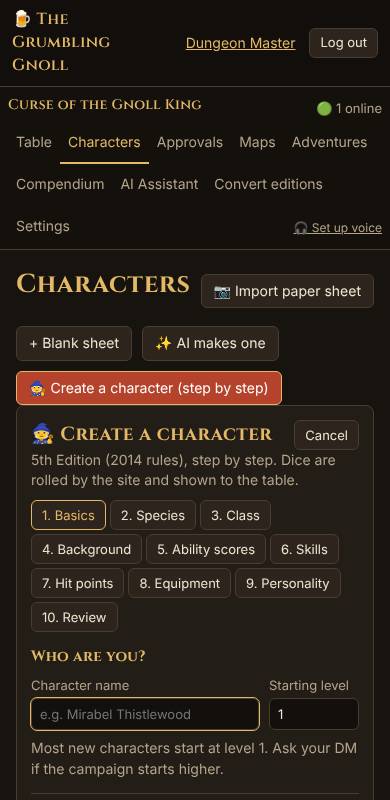 🍺 The
Grumbling
Gnoll
Dungeon Master
Log out
Curse of the Gnoll King
🟢 1 online
Table Characters Approvals Maps Adventures
Compendium AI Assistant Convert editions
Settings
🎧 Set up voice
Characters
📷 Import paper sheet
+ Blank sheet
✨ AI makes one
🧙 Create a character (step by step)
🧙 Create a character
Cancel
5th Edition (2014 rules), step by step. Dice are
rolled by the site and shown to the table.
1. Basics 2. Species 3. Class
4. Background 5. Ability scores 6. Skills
7. Hit points 8. Equipment 9. Personality
10. Review
Who are you?
Character name Starting level
e.g. Mirabel Thistlewood 1
Most new characters start at level 1. Ask your DM
if the campaign starts higher.